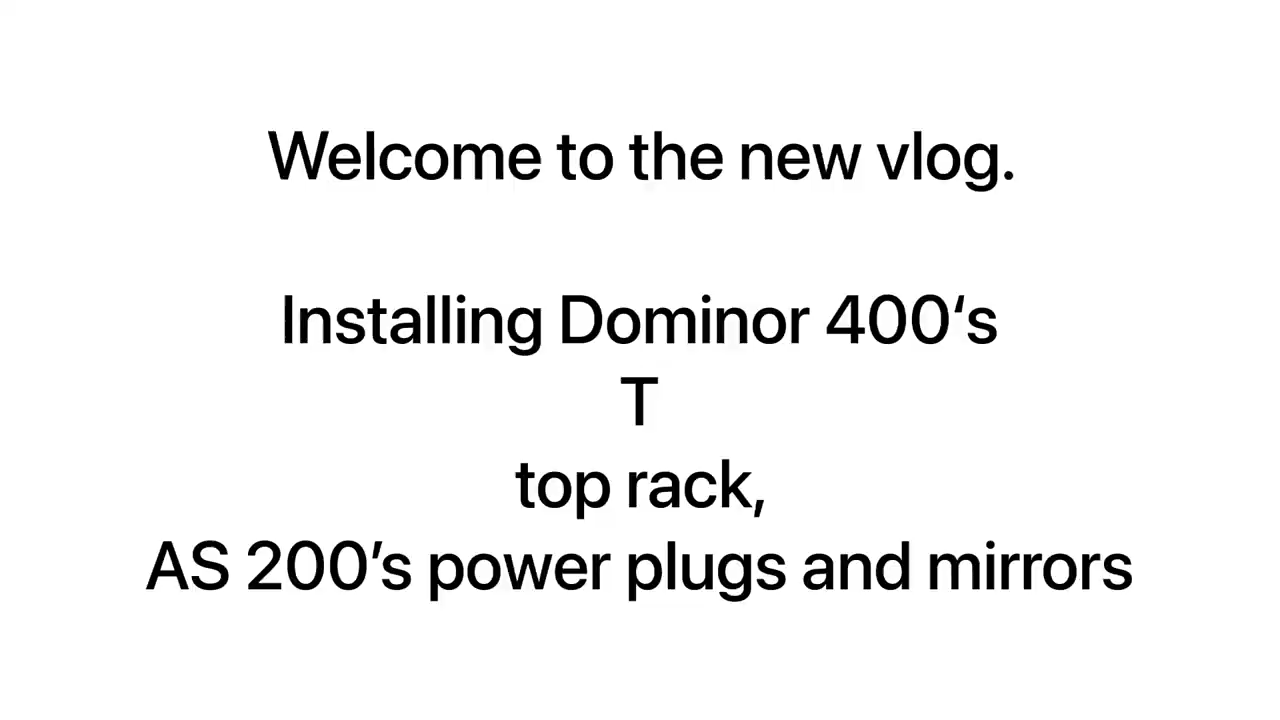 Welcome to the new vlog.
Installing Dominor 400‘s
T
top rack,
AS 200’s power plugs and mirrors